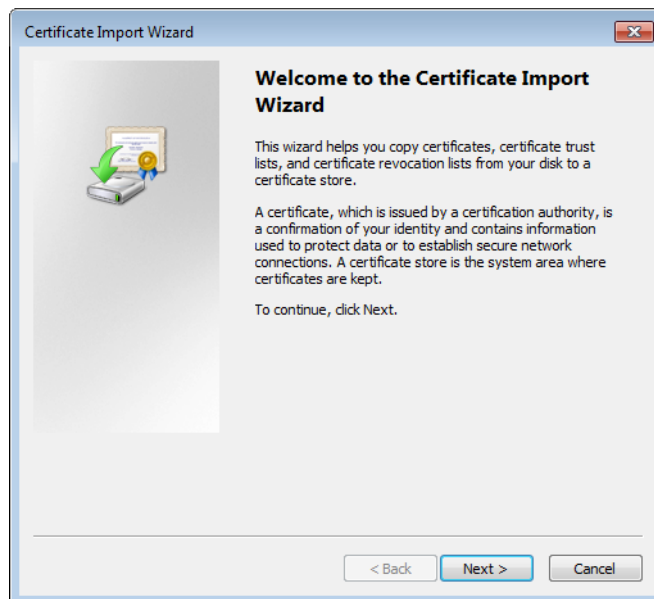 Certificate Import Wizard
Welcome to the Certificate Import
Wizard
This wizard helps you copy certificates, certificate trust
lists, and certificate revocation lists from your disk to a
certificate store.
A certificate, which is issued by a certification authority, is
a confirmation of your identity and contains information
used to protect data or to establish secure network
connections. A certificate store is the system area where
certificates are kept.
To continue, click Next.
< Back Next > Cancel